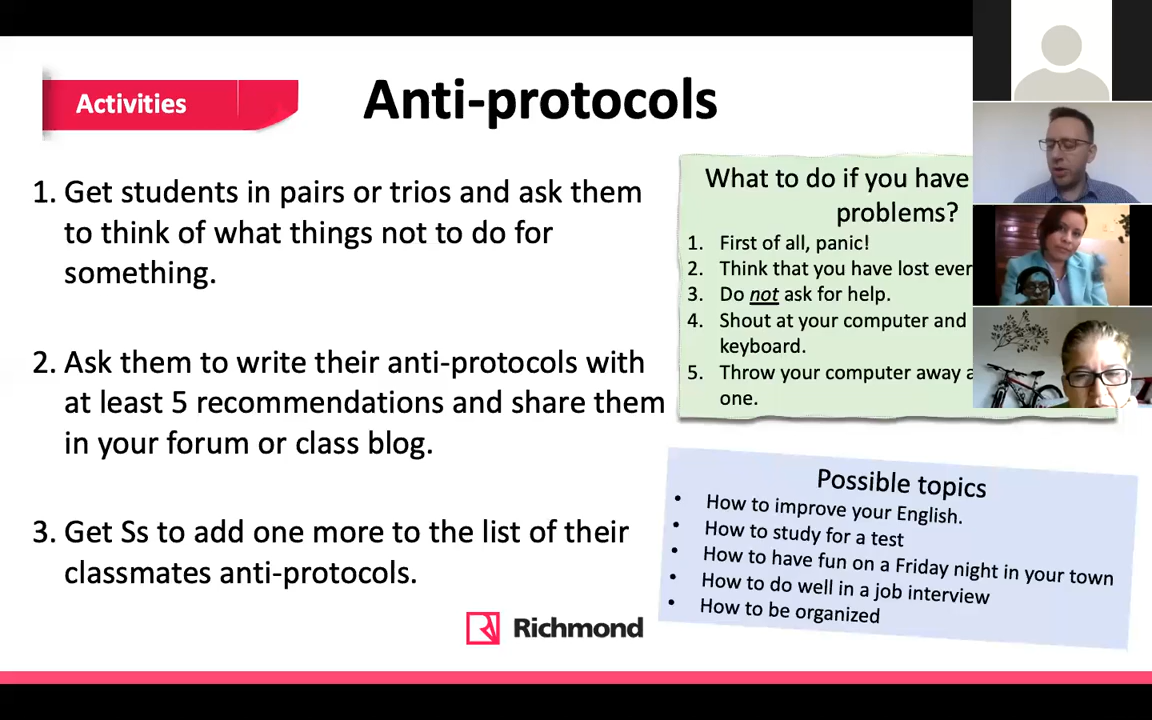 Activities
Anti-protocols
1. Get students in pairs or trios and ask them
to think of what things not to do for
something.
2. Ask them to write their anti-protocols with
at least 5 recommendations and share them
in your forum or class blog.
3. Get Ss to add one more to the list of their
classmates anti-protocols.
What to do if you have
problems?
1. First of all, panic!
2. Think that you have lost ever
3. Do not ask for help.
4. Shout at your computer and
keyboard.
5. Throw your computer away a
one.
Possible topics
• How to improve your English.
• How to study for a test
• How to have fun on a Friday night in your town
• How to do well in a job interview
• How to be organized
Richmond